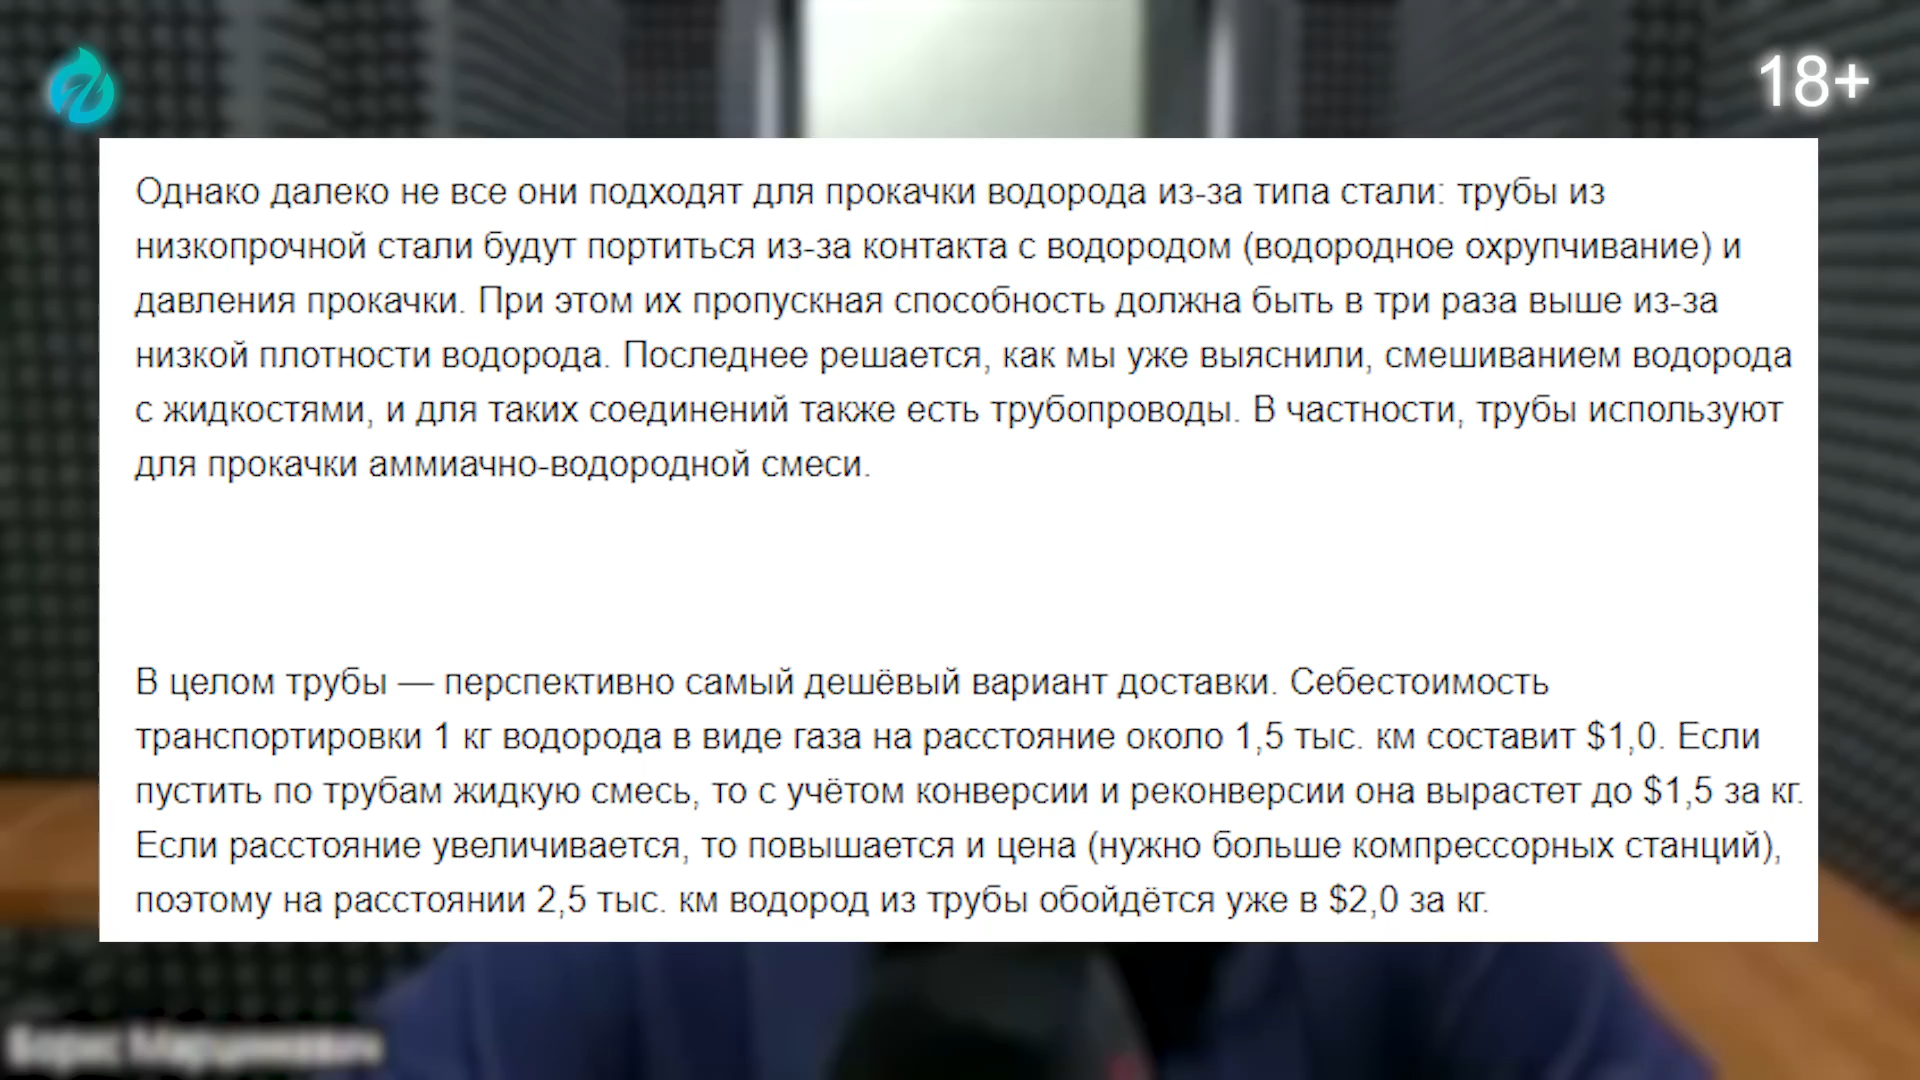 18+
Однако далеко не все они подходят для прокачки водорода из-за типа стали: трубы из
низкопрочной стали будут портиться из-за контакта с водородом (водородное охрупчивание) и
давления прокачки. При этом их пропускная способность должна быть в три раза выше из-за
низкой плотности водорода. Последнее решается, как мы уже выяснили, смешиванием водорода
с жидкостями, и для таких соединений также есть трубопроводы. В частности, трубы используют
для прокачки аммиачно-водородной смеси.
В целом трубы — перспективно самый дешёвый вариант доставки. Себестоимость
транспортировки 1 кг водорода в виде газа на расстояние около 1,5 тыс. км составит $1,0. Если
пустить по трубам жидкую смесь, то с учётом конверсии и реконверсии она вырастет до $1,5 за кг.
Если расстояние увеличивается, то повышается и цена (нужно больше компрессорных станций),
поэтому на расстоянии 2,5 тыс. км водород из трубы обойдётся уже в $2,0 за кг.